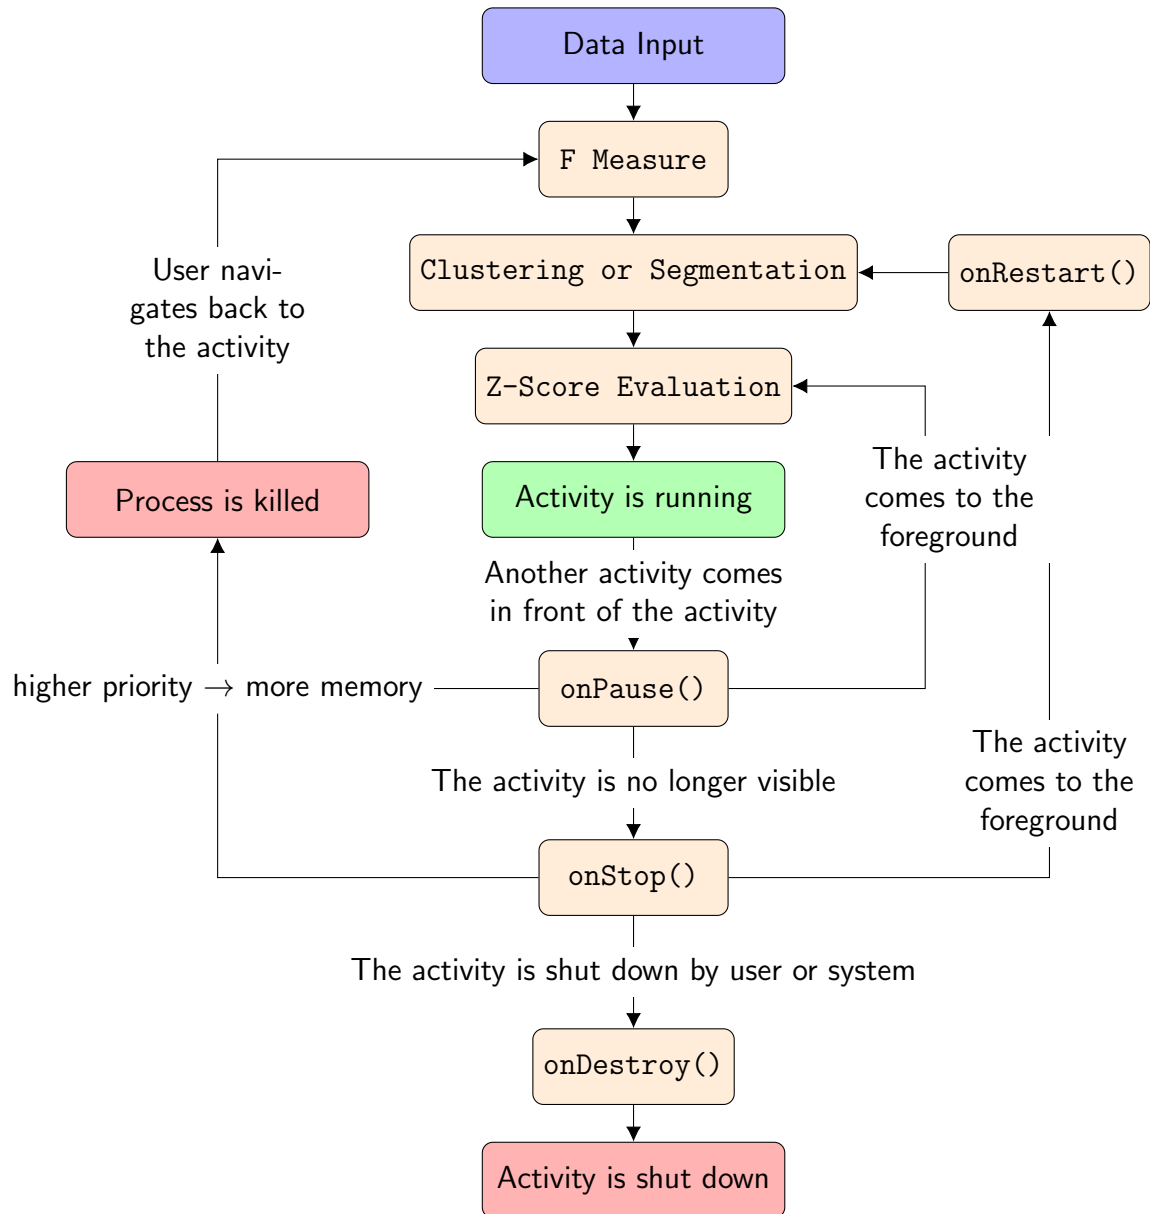 Data Input
F Measure
User navi-
gates back to
the activity
Clustering or Segmentation
onRestart()
Z-Score Evaluation
Process is killed
Activity is running
The activity
comes to the
foreground
Another activity comes
in front of the activity
higher priority → more memory
onPause()
The activity is no longer visible
The activity
comes to the
foreground
onStop()
The activity is shut down by user or system
onDestroy()
Activity is shut down